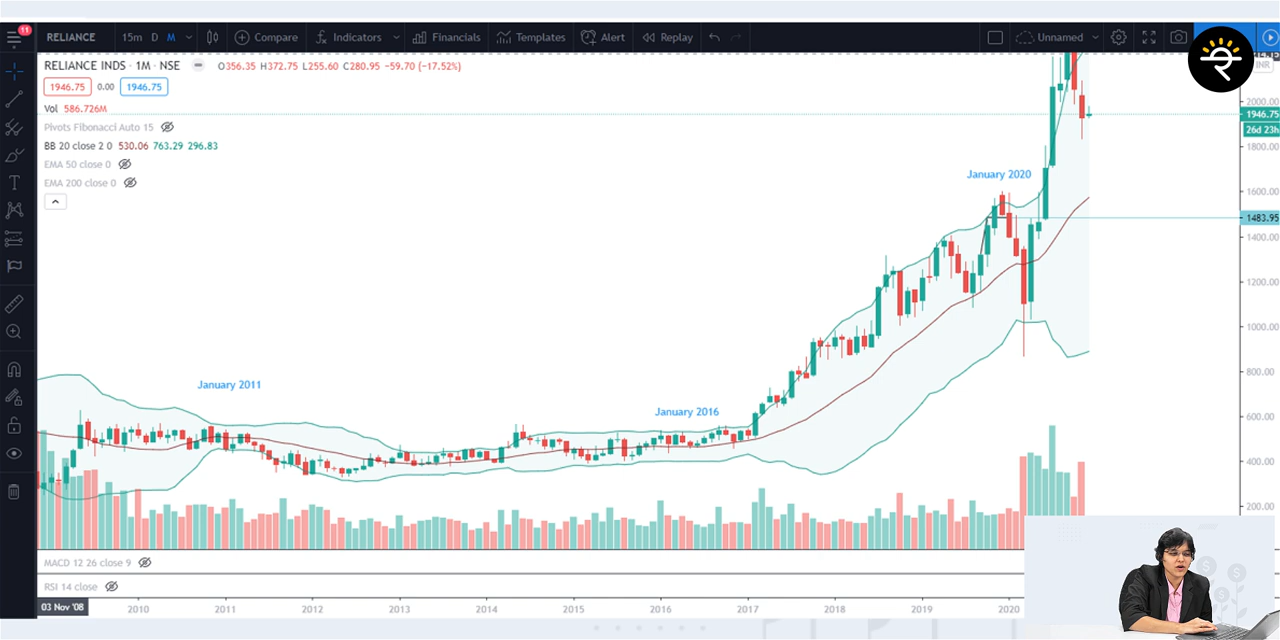 11
RELIANCE 15m D M Compare Indicators Financials Templates Alert Replay Unnamed
RELIANCE INDS · 1M · NSE O356.35 H372.75 L255.60 C280.95 -59.70 (-17.52%)
INR
1946.75 0.00 1946.75
Vol 586.726M
Pivots Fibonacci Auto 15
BB 20 close 2 0 530.06 763.29 296.83
EMA 50 close 0
EMA 200 close 0
2000.00
1946.75
26d 23h
1800.00
January 2020
1600.00
1483.95
1400.00
1200.00
1000.00
800.00
January 2011
January 2016
600.00
400.00
200.00
MACD 12 26 close 9
RSI 14 close
03 Nov '08 2010 2011 2012 2013 2014 2015 2016 2017 2018 2019 2020